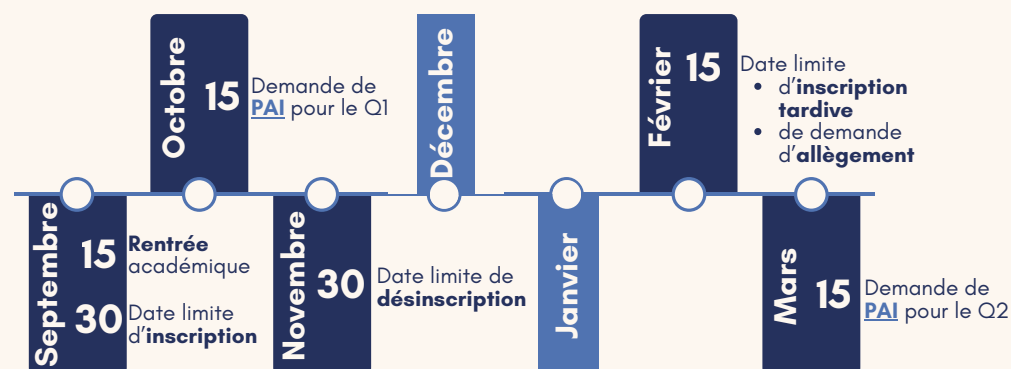 Septembre
15
Rentrée
académique
30
Date limite
d'inscription
Octobre
15
Demande de
PAI pour le Q1
Novembre
30
Date limite de
désinscription
Décembre
Janvier
Février
15
Date limite
• d'inscription
tardive
• de demande
d'allègement
Mars
15
Demande de
PAI pour le Q2